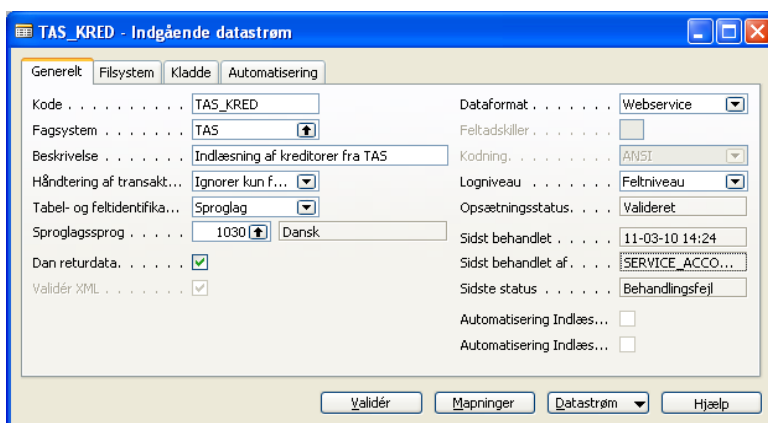 TAS_KRED - Indgående datastrøm
Generelt Filsystem Kladde Automatisering
Kode . . . . . . . . . . TAS_KRED
Fagsystem . . . . . . . TAS
Beskrivelse . . . . . . . Indlæsning af kreditorer fra TAS
Håndtering af transakt... Ignorer kun f...
Tabel- og feltidentifika... Sproglag
Sproglagssprog . . . . . 1030 Dansk
Dan returdata. . . . . .
Validér XML . . . . . . .
Dataformat . . . . . . . Webservice
Feltadskiller . . . . . . .
Kodning. . . . . . . . . . ANSI
Logniveau . . . . . . . Feltniveau
Opsætningsstatus. . . . Valideret
Sidst behandlet . . . . . 11-03-10 14:24
Sidst behandlet af. . . . SERVICE_ACCO...
Sidste status . . . . . . Behandlingsfejl
Automatisering Indlæs...
Automatisering Indlæs...
Validér Mapninger Datastrøm Hjælp